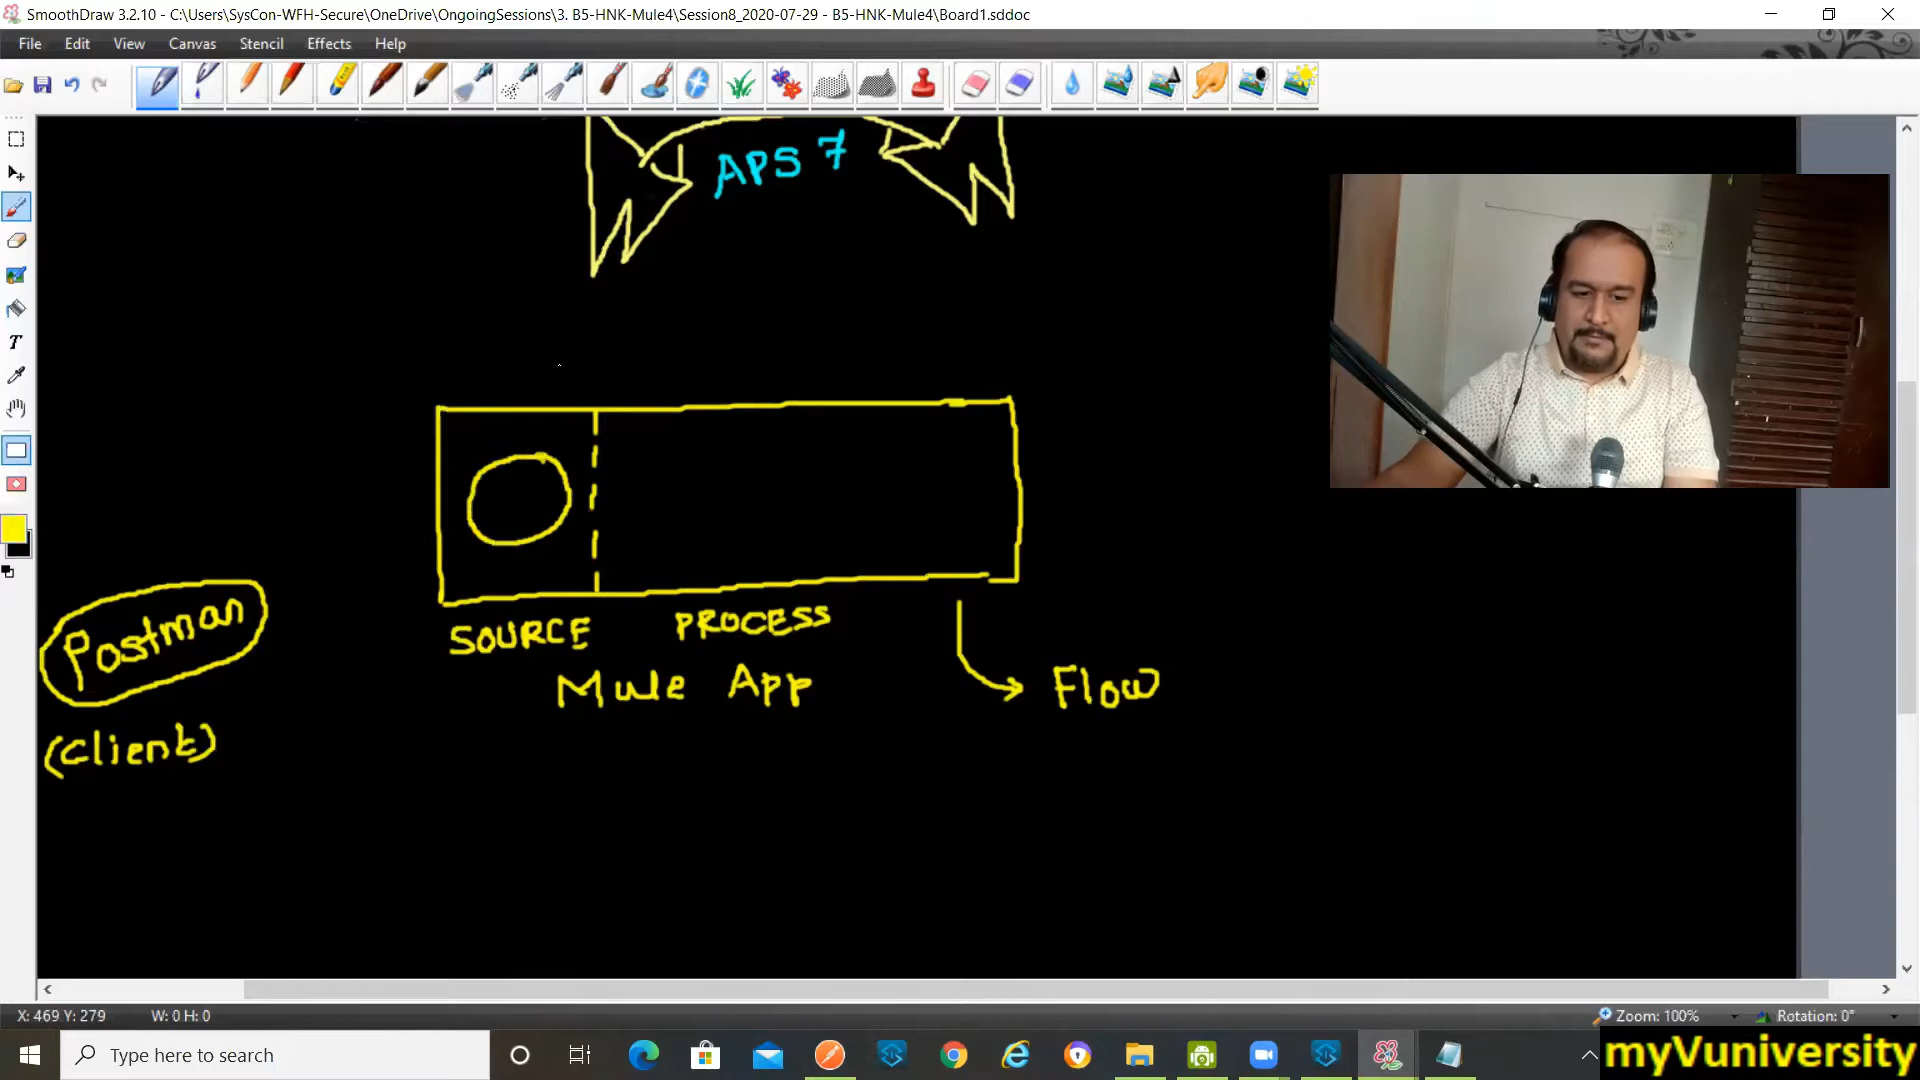 SmoothDraw 3.2.10 - C:\Users\SysCon-WFH-Secure\OneDrive\OngoingSessions\3. B5-HNK-Mule4\Session8_2020-07-29 - B5-HNK-Mule4\Board1.sddoc
File Edit View Canvas Stencil Effects Help
APS 7
SOURCE PROCESS
Mule App
Flow
Postman
(Client)
X: 469 Y: 279 W: 0 H: 0 Zoom: 100% Rotation: 0°
Type here to search
myVuniversity